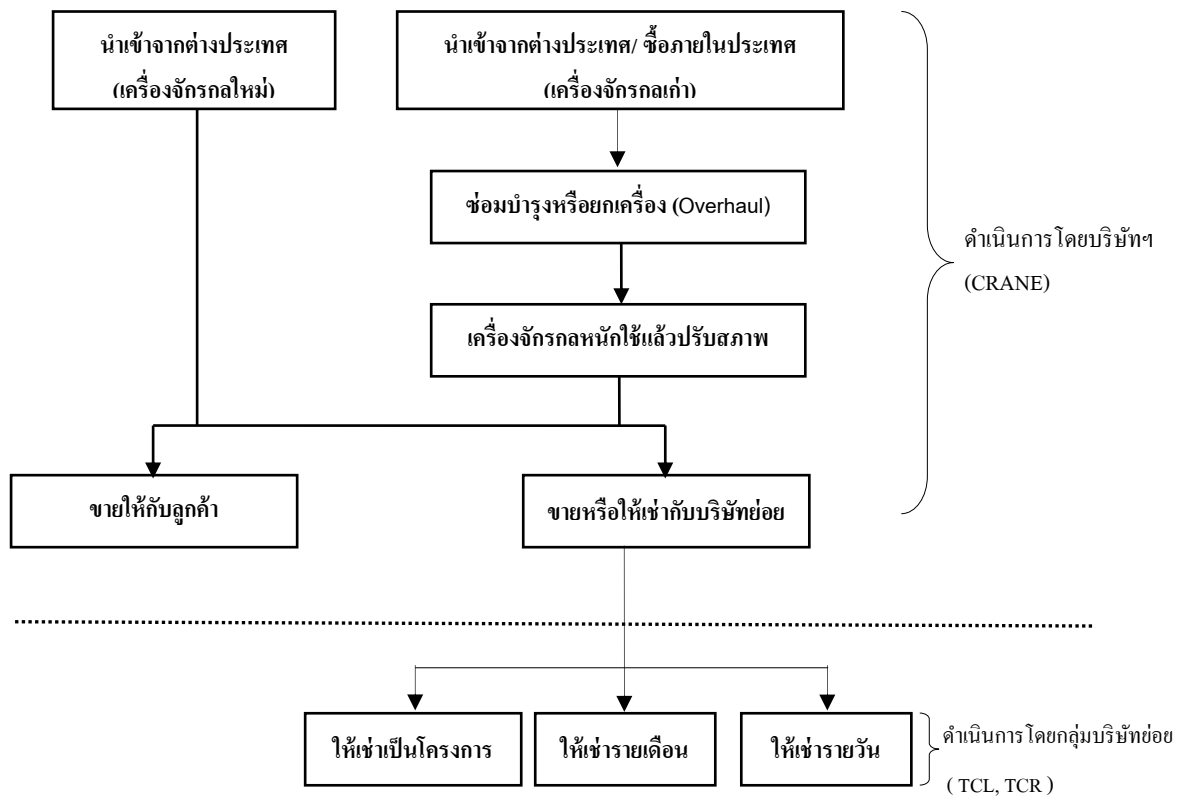 นำเข้าจากต่างประเทศ
(เครื่องจักรกลใหม่)
นำเข้าจากต่างประเทศ/ ซื้อภายในประเทศ
(เครื่องจักรกลเก่า)
ซ่อมบำรุงหรือยกเครื่อง (Overhaul)
ดำเนินการโดยบริษัทฯ
(CRANE)
เครื่องจักรกลหนักใช้แล้วปรับสภาพ
ขายให้กับลูกค้า
ขายหรือให้เช่ากับบริษัทย่อย
ให้เช่าเป็นโครงการ
ให้เช่ารายเดือน
ให้เช่ารายวัน
ดำเนินการโดยกลุ่มบริษัทย่อย
( TCL, TCR )